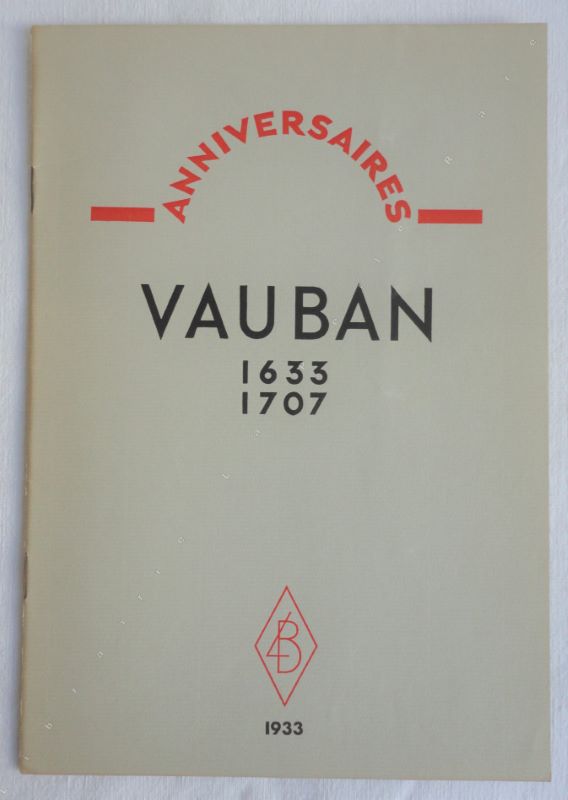 ANNIVERSAIRES
VAUBAN
1633
1707
1933